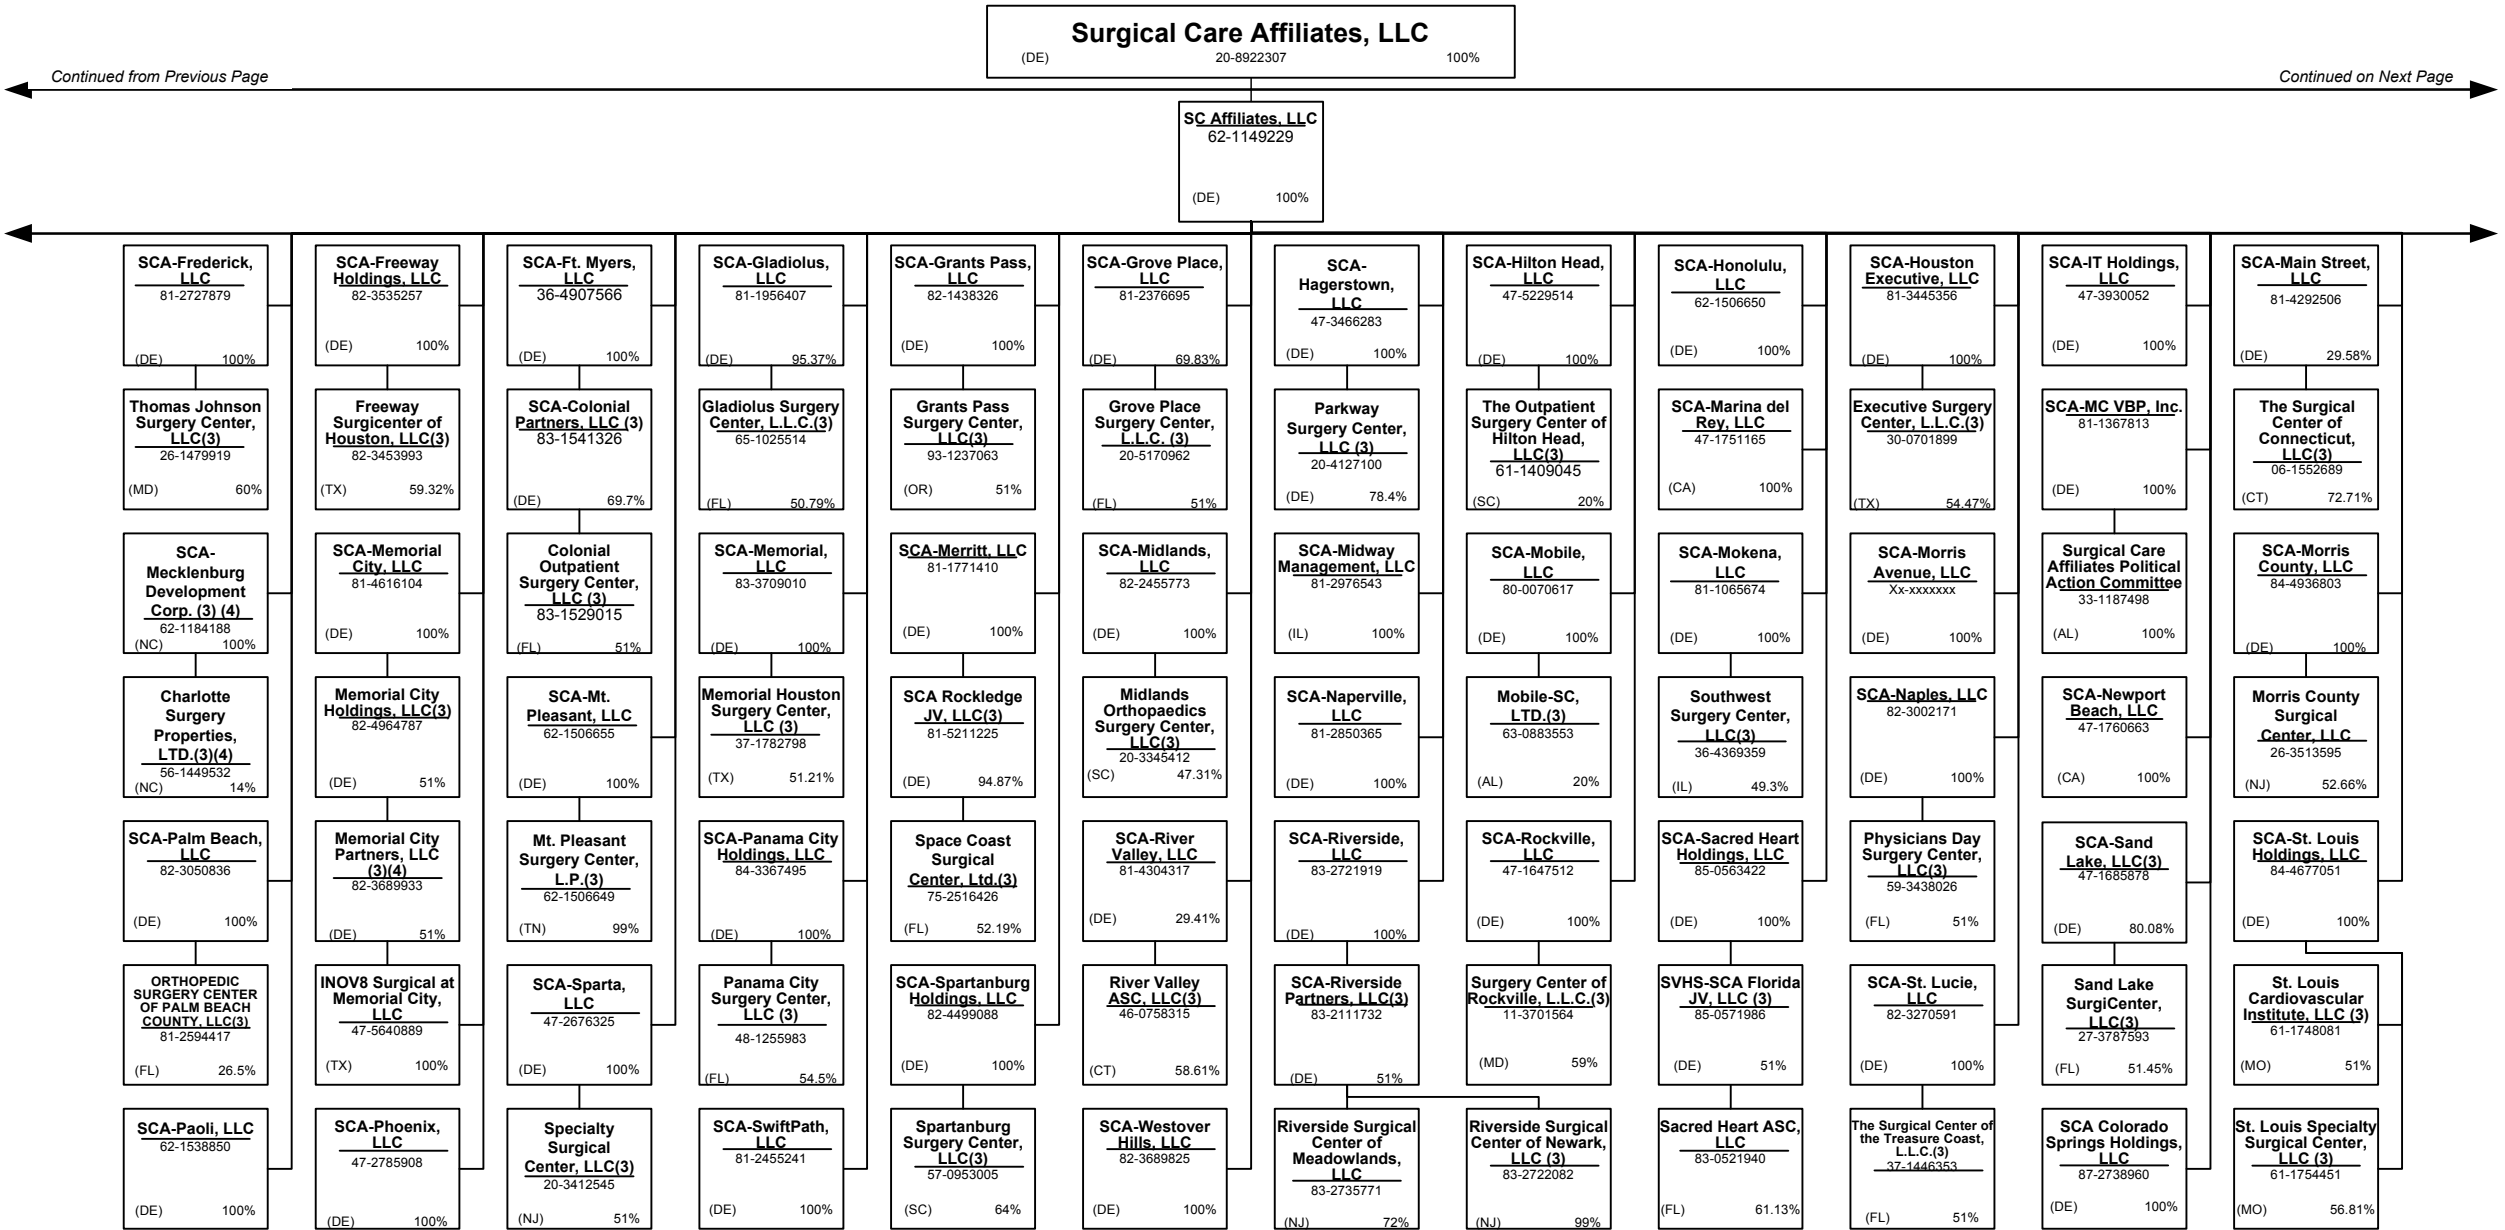 Surgical Care Affiliates, LLC
(DE) 20-8922307 100%
Continued from Previous Page
Continued on Next Page
SC Affiliates, LLC
62-1149229
(DE) 100%
SCA-Frederick,
LLC
81-2727879
(DE) 100%
SCA-Freeway
Holdings, LLC
82-3535257
(DE) 100%
SCA-Ft. Myers,
LLC
36-4907566
(DE) 100%
SCA-Gladiolus,
LLC
81-1956407
(DE) 95.37%
SCA-Grants Pass,
LLC
82-1438326
(DE) 100%
SCA-Grove Place,
LLC
81-2376695
(DE) 69.83%
SCA-
Hagerstown,
LLC
47-3466283
(DE) 100%
SCA-Hilton Head,
LLC
47-5229514
(DE) 100%
SCA-Honolulu,
LLC
62-1506650
(DE) 100%
SCA-Houston
Executive, LLC
81-3445356
(DE) 100%
SCA-IT Holdings,
LLC
47-3930052
(DE) 100%
SCA-Main Street,
LLC
81-4292506
(DE) 29.58%
Thomas Johnson
Surgery Center,
LLC(3)
26-1479919
(MD) 60%
Freeway
Surgicenter of
Houston, LLC(3)
82-3453993
(TX) 59.32%
SCA-Colonial
Partners, LLC (3)
83-1541326
(DE) 69.7%
Gladiolus Surgery
Center, L.L.C.(3)
65-1025514
(FL) 50.79%
Grants Pass
Surgery Center,
LLC(3)
93-1237063
(OR) 51%
Grove Place
Surgery Center,
L.L.C. (3)
20-5170962
(FL) 51%
Parkway
Surgery Center,
LLC (3)
20-4127100
(DE) 78.4%
The Outpatient
Surgery Center of
Hilton Head,
LLC(3)
61-1409045
(SC) 20%
SCA-Marina del
Rey, LLC
47-1751165
(CA) 100%
Executive Surgery
Center, L.L.C.(3)
30-0701899
(TX) 54.47%
SCA-MC VBP, Inc.
81-1367813
(DE) 100%
The Surgical
Center of
Connecticut,
LLC(3)
06-1552689
(CT) 72.71%
SCA-
Mecklenburg
Development
Corp. (3) (4)
62-1184188
(NC) 100%
SCA-Memorial
City, LLC
81-4616104
(DE) 100%
Colonial
Outpatient
Surgery Center,
LLC (3)
83-1529015
(FL) 51%
SCA-Memorial,
LLC
83-3709010
(DE) 100%
SCA-Merritt, LLC
81-1771410
(DE) 100%
SCA-Midlands,
LLC
82-2455773
(DE) 100%
SCA-Midway
Management, LLC
81-2976543
(IL) 100%
SCA-Mobile,
LLC
80-0070617
(DE) 100%
SCA-Mokena,
LLC
81-1065674
(DE) 100%
SCA-Morris
Avenue, LLC
Xx-xxxxxxx
(DE) 100%
Surgical Care
Affiliates Political
Action Committee
33-1187498
(AL) 100%
SCA-Morris
County, LLC
84-4936803
(DE) 100%
Charlotte
Surgery
Properties,
LTD.(3)(4)
56-1449532
(NC) 14%
Memorial City
Holdings, LLC(3)
82-4964787
(DE) 51%
SCA-Mt.
Pleasant, LLC
62-1506655
(DE) 100%
Memorial Houston
Surgery Center,
LLC (3)
37-1782798
(TX) 51.21%
SCA Rockledge
JV, LLC(3)
81-5211225
(DE) 94.87%
Midlands
Orthopaedics
Surgery Center,
LLC(3)
20-3345412
(SC) 47.31%
SCA-Naperville,
LLC
81-2850365
(DE) 100%
Mobile-SC,
LTD.(3)
63-0883553
(AL) 20%
Southwest
Surgery Center,
LLC(3)
36-4369359
(IL) 49.3%
SCA-Naples, LLC
82-3002171
(DE) 100%
SCA-Newport
Beach, LLC
47-1760663
(CA) 100%
Morris County
Surgical
Center, LLC
26-3513595
(NJ) 52.66%
SCA-Palm Beach,
LLC
82-3050836
(DE) 100%
Memorial City
Partners, LLC
(3)(4)
82-3689933
(DE) 51%
Mt. Pleasant
Surgery Center,
L.P.(3)
62-1506649
(TN) 99%
SCA-Panama City
Holdings, LLC
84-3367495
(DE) 100%
Space Coast
Surgical
Center, Ltd.(3)
75-2516426
(FL) 52.19%
SCA-River
Valley, LLC
81-4304317
(DE) 29.41%
SCA-Riverside,
LLC
83-2721919
(DE) 100%
SCA-Rockville,
LLC
47-1647512
(DE) 100%
SCA-Sacred Heart
Holdings, LLC
85-0563422
(DE) 100%
Physicians Day
Surgery Center,
LLC(3)
59-3438026
(FL) 51%
SCA-Sand
Lake, LLC(3)
47-1685878
(DE) 80.08%
SCA-St. Louis
Holdings, LLC
84-4677051
(DE) 100%
ORTHOPEDIC
SURGERY CENTER
OF PALM BEACH
COUNTY, LLC(3)
81-2594417
(FL) 26.5%
INOV8 Surgical at
Memorial City,
LLC
47-5640889
(TX) 100%
SCA-Sparta,
LLC
47-2676325
(DE) 100%
Panama City
Surgery Center,
LLC (3)
48-1255983
(FL) 54.5%
SCA-Spartanburg
Holdings, LLC
82-4499088
(DE) 100%
River Valley
ASC, LLC(3)
46-0758315
(CT) 58.61%
SCA-Riverside
Partners, LLC(3)
83-2111732
(DE) 51%
Surgery Center of
Rockville, L.L.C.(3)
11-3701564
(MD) 59%
SVHS-SCA Florida
JV, LLC (3)
85-0571986
(DE) 51%
SCA-St. Lucie,
LLC
82-3270591
(DE) 100%
Sand Lake
SurgiCenter,
LLC(3)
27-3787593
(FL) 51.45%
St. Louis
Cardiovascular
Institute, LLC (3)
61-1748081
(MO) 51%
SCA-Paoli, LLC
62-1538850
(DE) 100%
SCA-Phoenix,
LLC
47-2785908
(DE) 100%
Specialty
Surgical
Center, LLC(3)
20-3412545
(NJ) 51%
SCA-SwiftPath,
LLC
81-2455241
(DE) 100%
Spartanburg
Surgery Center,
LLC(3)
57-0953005
(SC) 64%
SCA-Westover
Hills, LLC
82-3689825
(DE) 100%
Riverside Surgical
Center of
Meadowlands,
LLC
83-2735771
(NJ) 72%
Riverside Surgical
Center of Newark,
LLC (3)
83-2722082
(NJ) 99%
Sacred Heart ASC,
LLC
83-0521940
(FL) 61.13%
The Surgical Center of
the Treasure Coast,
L.L.C.(3)
37-1446353
(FL) 51%
SCA Colorado
Springs Holdings,
LLC
87-2738960
(DE) 100%
St. Louis Specialty
Surgical Center,
LLC (3)
61-1754451
(MO) 56.81%